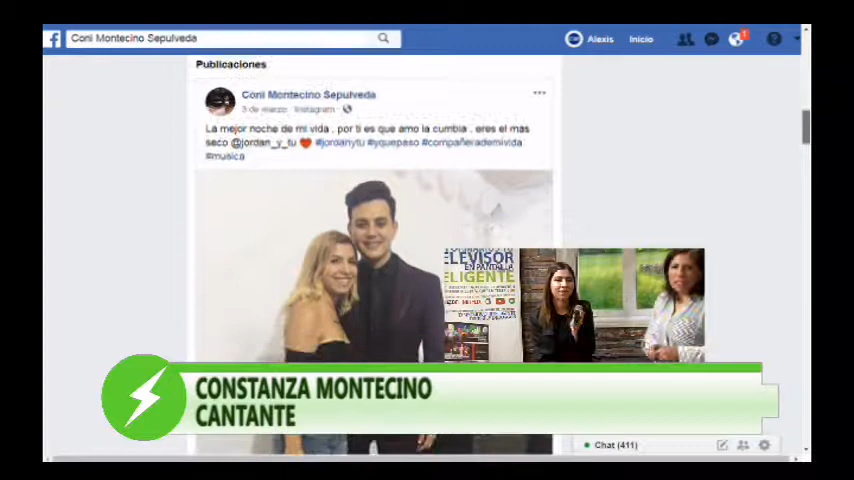 Coni Montecino Sepulveda
Alexis
Inicio
1
Publicaciones
Coni Montecino Sepulveda
3 de marzo · Instagram ·
La mejor noche de mi vida , por ti es que amo la cumbia , eres el mas
seco @jordan_y_tu ❤ #jordanytu #yquepaso #compañerademivida
#musica
ELEVISOR
EN PANTALLA
ELIGENTE
CONSTANZA MONTECINO
CANTANTE
Chat (411)